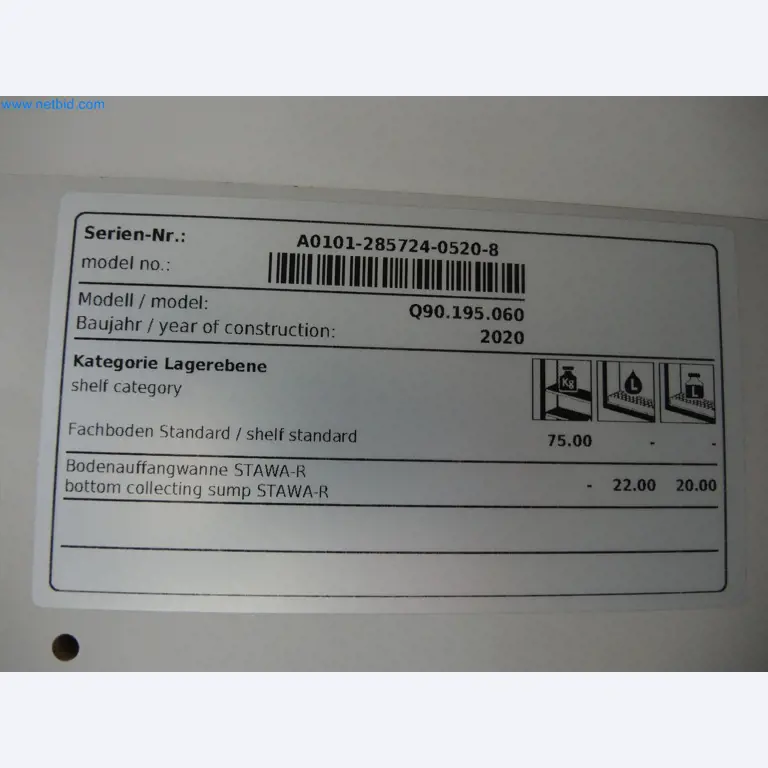 www.netbid.com
Serien-Nr.: A0101-285724-0520-8
model no.:
Modell / model: Q90.195.060
Baujahr / year of construction: 2020
Kategorie Lagerebene
shelf category
Kg L L
Fachboden Standard / shelf standard 75.00 - -
Bodenauffangwanne STAWA-R
bottom collecting sump STAWA-R - 22.00 20.00